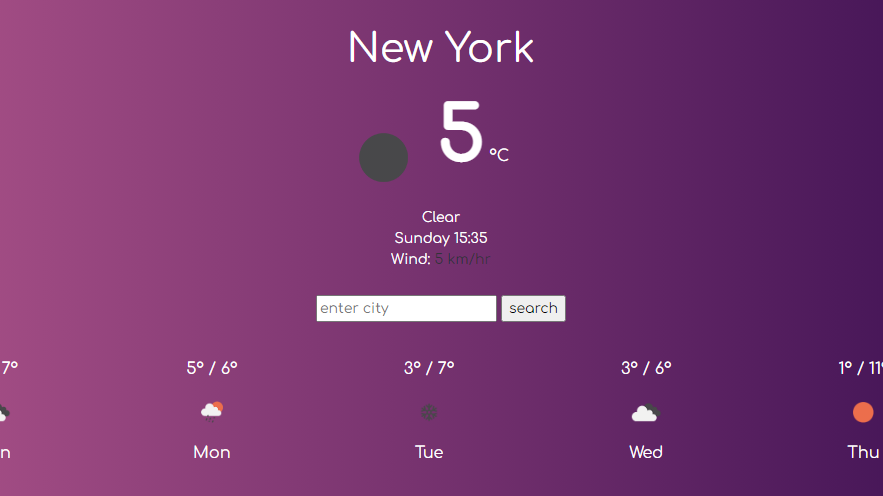 New York
5 °C
Clear
Sunday 15:35
Wind: 5 km/hr
enter city search
7° 5° / 6° 3° / 7° 3° / 6° 1° / 11°
n Mon Tue Wed Thu